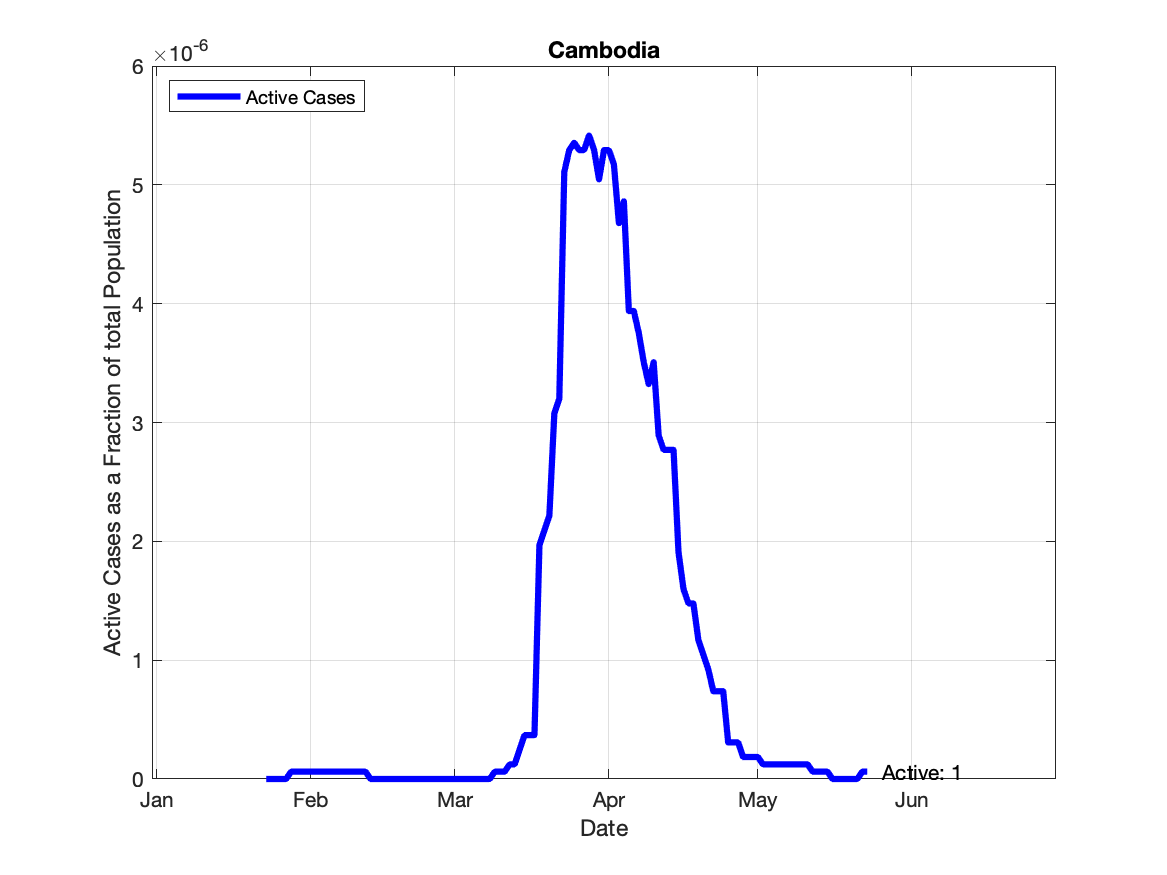 Cambodia
×10-6
Active Cases
6
5
4
3
2
1
0
Active Cases as a Fraction of total Population
Active: 1
Jan Feb Mar Apr May Jun
Date